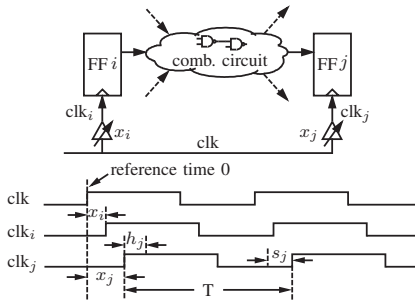 FF i
FF j
comb. circuit
clk_i
clk_j
x_i
x_j
clk
reference time 0
clk
x_i
clk_i
h_j
clk_j
s_j
x_j
T